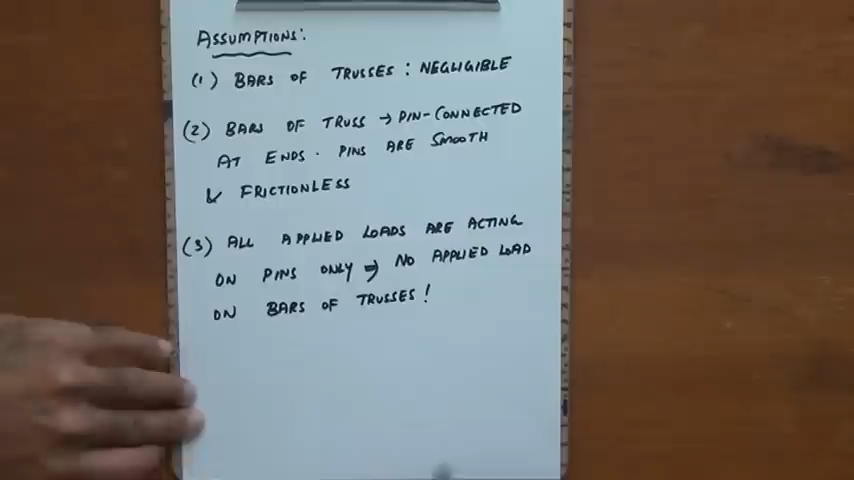 ASSUMPTIONS:
(1) BARS OF TRUSSES : NEGLIGIBLE
(2) BARS OF TRUSS → PIN-CONNECTED
AT ENDS. PINS ARE SMOOTH
& FRICTIONLESS
(3) ALL APPLIED LOADS ARE ACTING
ON PINS ONLY ⇒ NO APPLIED LOAD
ON BARS OF TRUSSES!